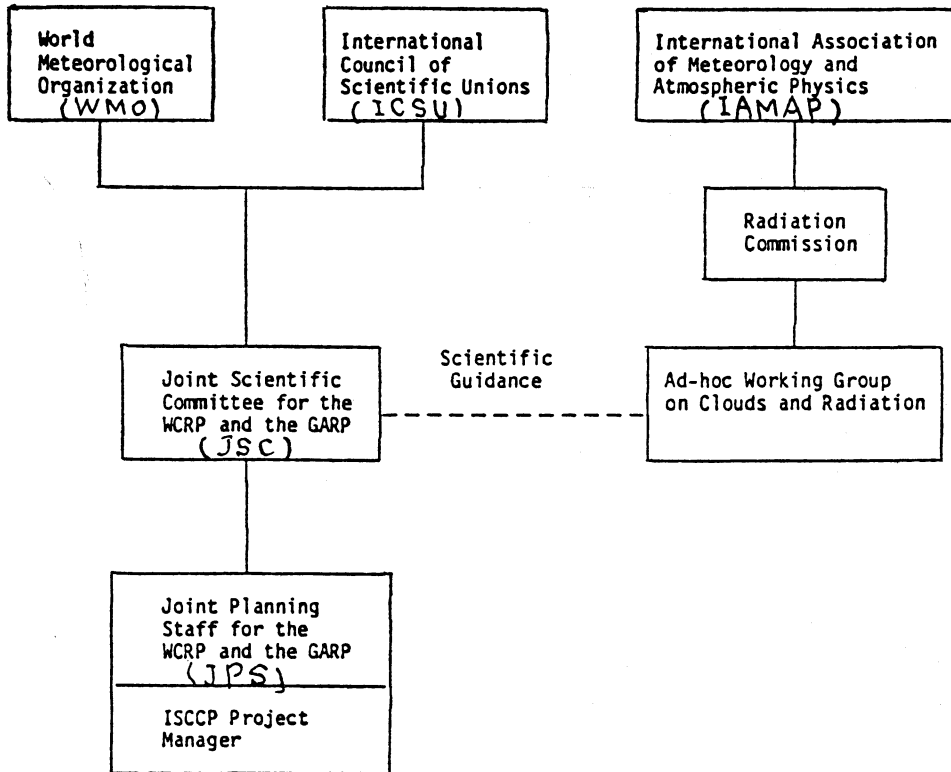 World
Meteorological
Organization
(WMO)
International
Council of
Scientific Unions
(ICSU)
International Association
of Meteorology and
Atmospheric Physics
(IAMAP)
Radiation
Commission
Joint Scientific
Committee for the
WCRP and the GARP
(JSC)
Scientific
Guidance
Ad-hoc Working Group
on Clouds and Radiation
Joint Planning
Staff for the
WCRP and the GARP
(JPS)
ISCCP Project
Manager